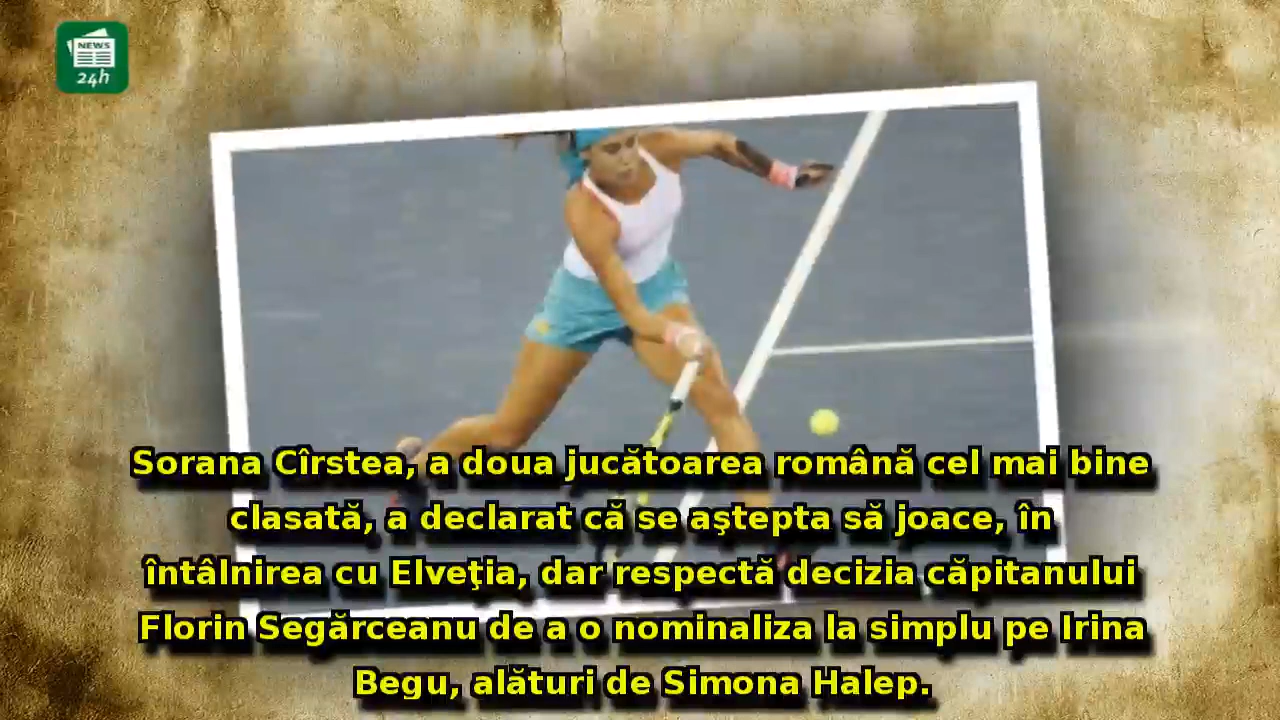 NEWS
24h
Sorana Cîrstea, a doua jucătoarea română cel mai bine
clasată, a declarat că se aştepta să joace, în
întâlnirea cu Elveţia, dar respectă decizia căpitanului
Florin Segărceanu de a o nominaliza la simplu pe Irina
Begu, alături de Simona Halep.